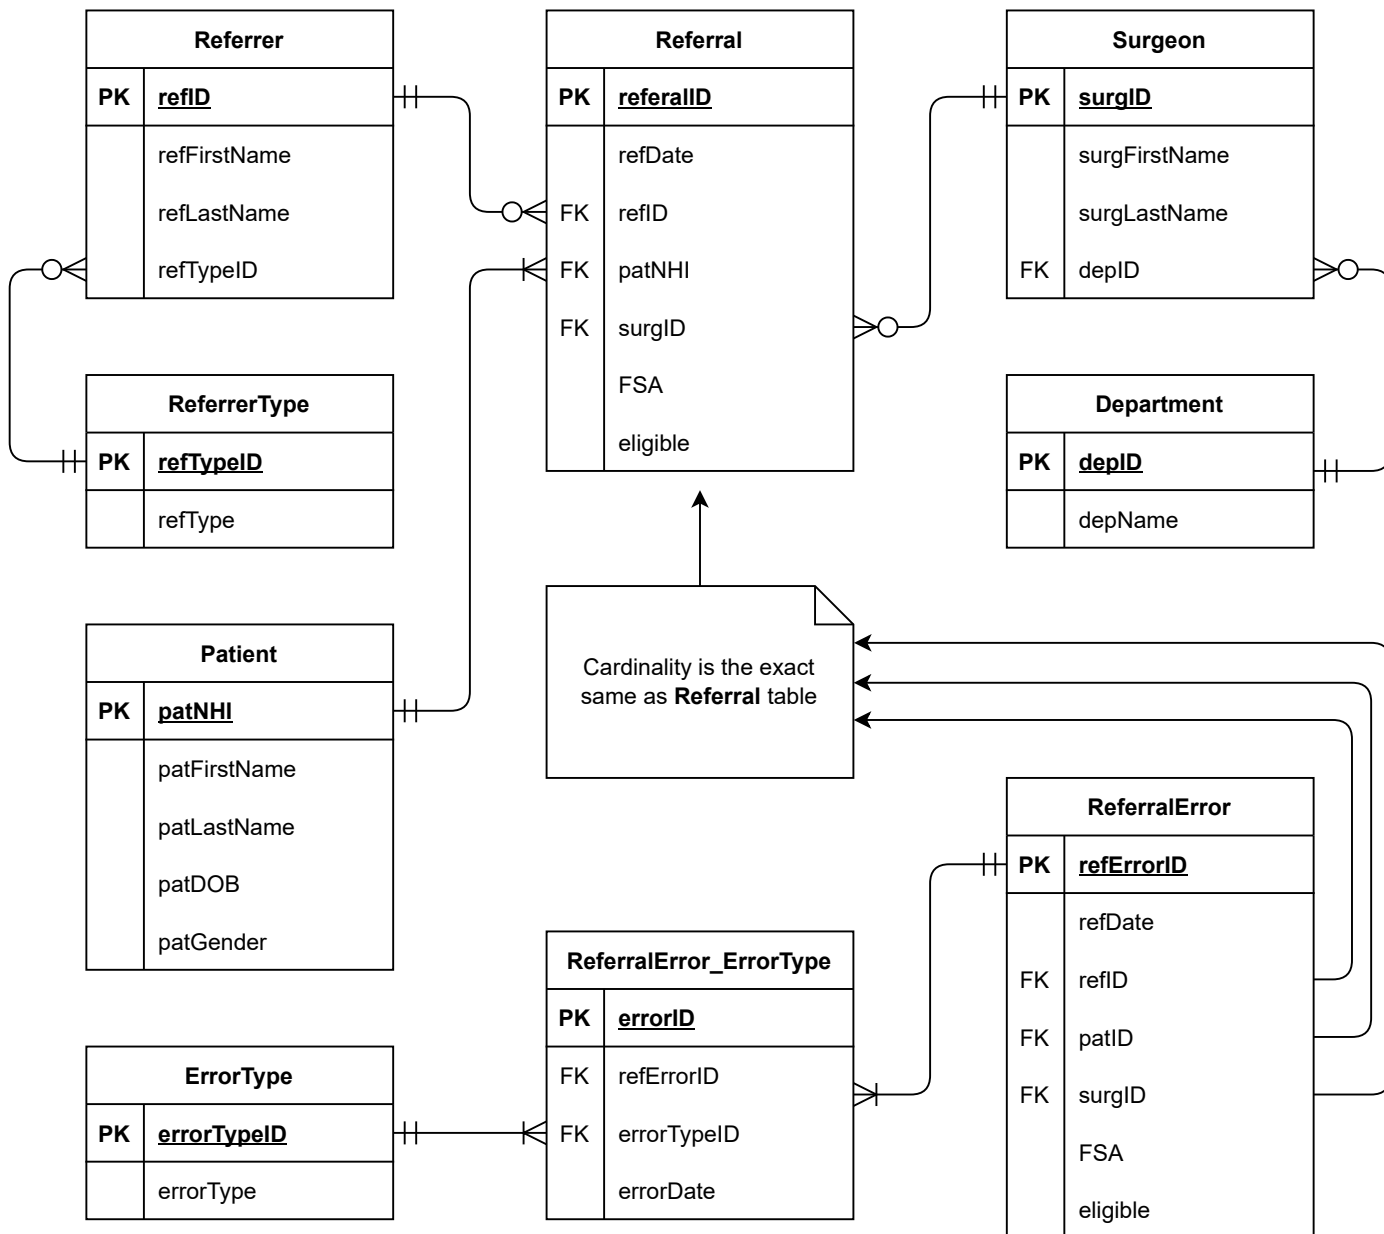 Referrer
PK refID
refFirstName
refLastName
refTypeID
Referral
PK referalID
refDate
FK refID
FK patNHI
FK surgID
FSA
eligible
Surgeon
PK surgID
surgFirstName
surgLastName
FK depID
ReferrerType
PK refTypeID
refType
Department
PK depID
depName
Patient
PK patNHI
patFirstName
patLastName
patDOB
patGender
Cardinality is the exact
same as Referral table
ReferralError
PK refErrorID
refDate
FK refID
FK patID
FK surgID
FSA
eligible
ReferralError_ErrorType
PK errorID
FK refErrorID
FK errorTypeID
errorDate
ErrorType
PK errorTypeID
errorType